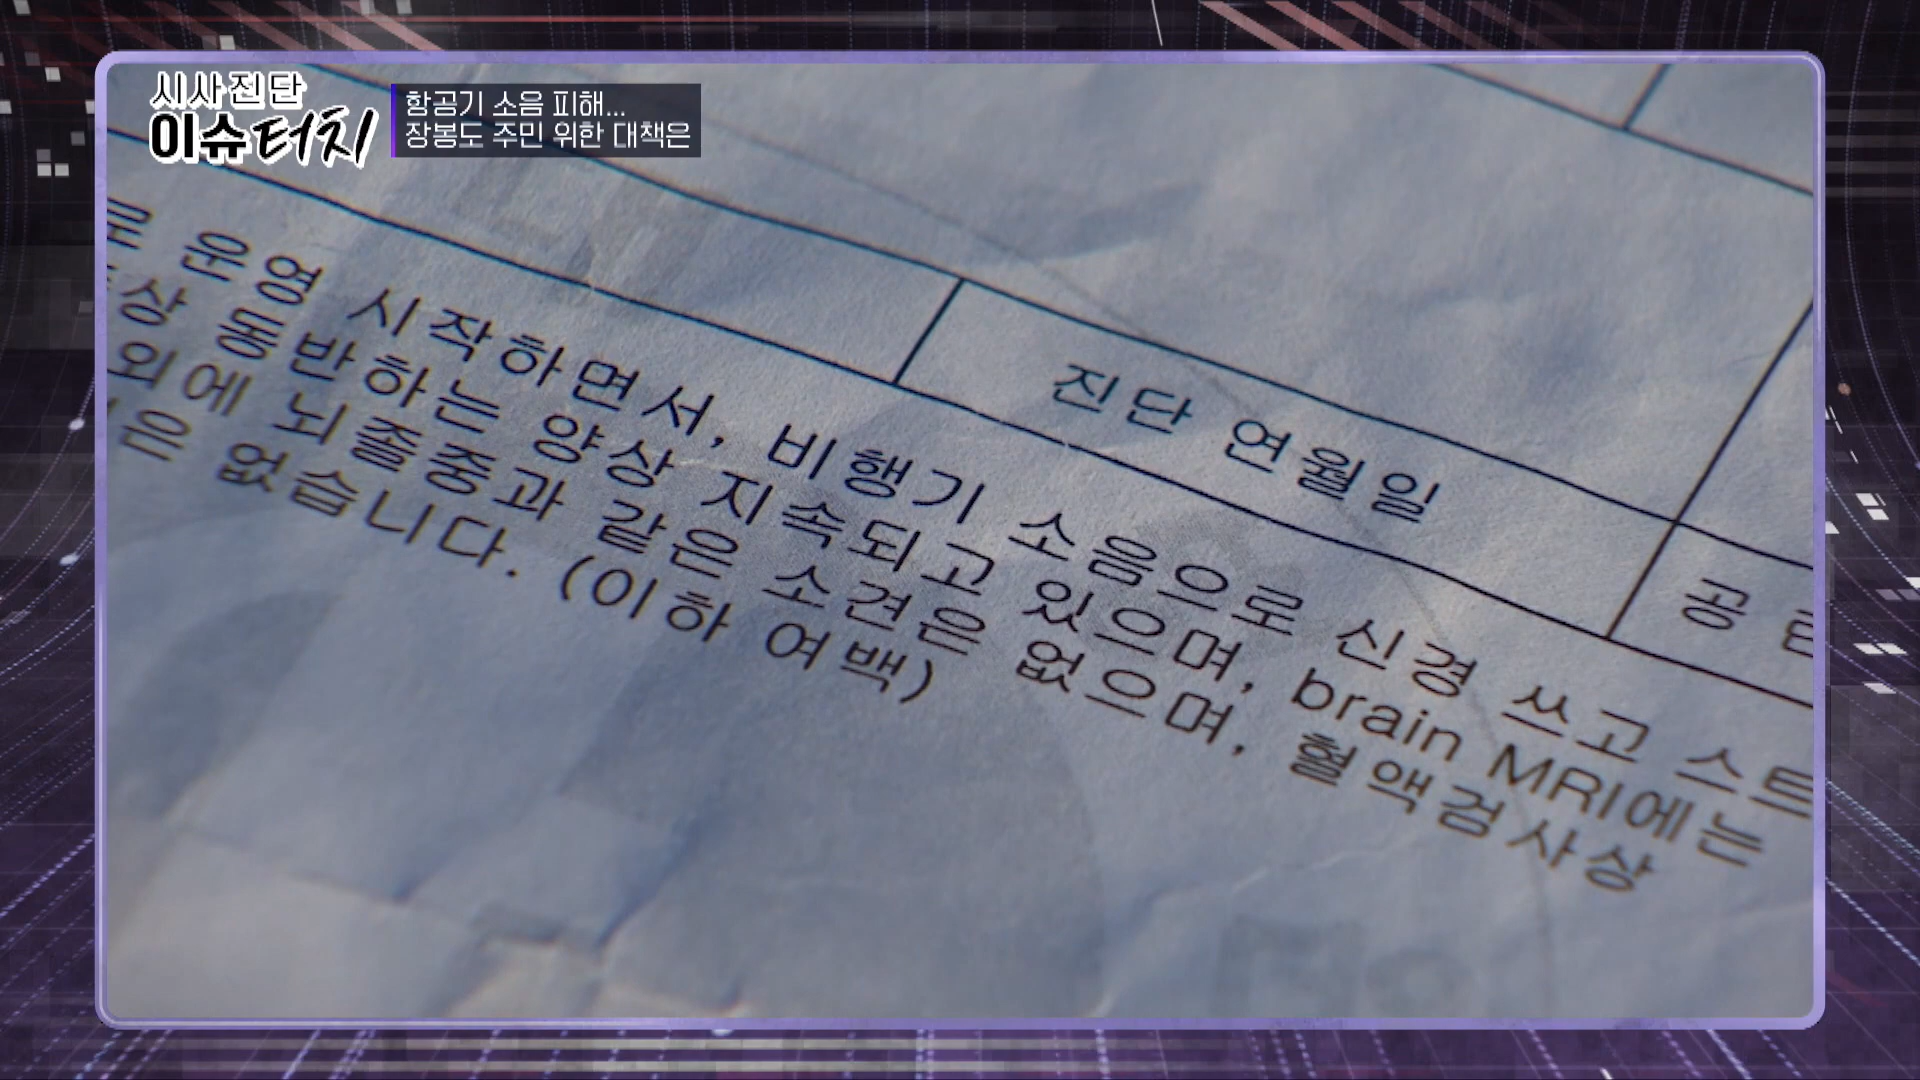 시사진단
이슈터치
항공기 소음 피해...
장봉도 주민 위한 대책은
진단 연월일
공
로 운영 시작하면서, 비행기 소음으로 신경 쓰고 스트
상 동반하는 양상 지속되고 있으며, brain MRI에는
외에 뇌졸중과 같은 소견은 없으며, 혈액검사상
은 없습니다. (이하 여백)